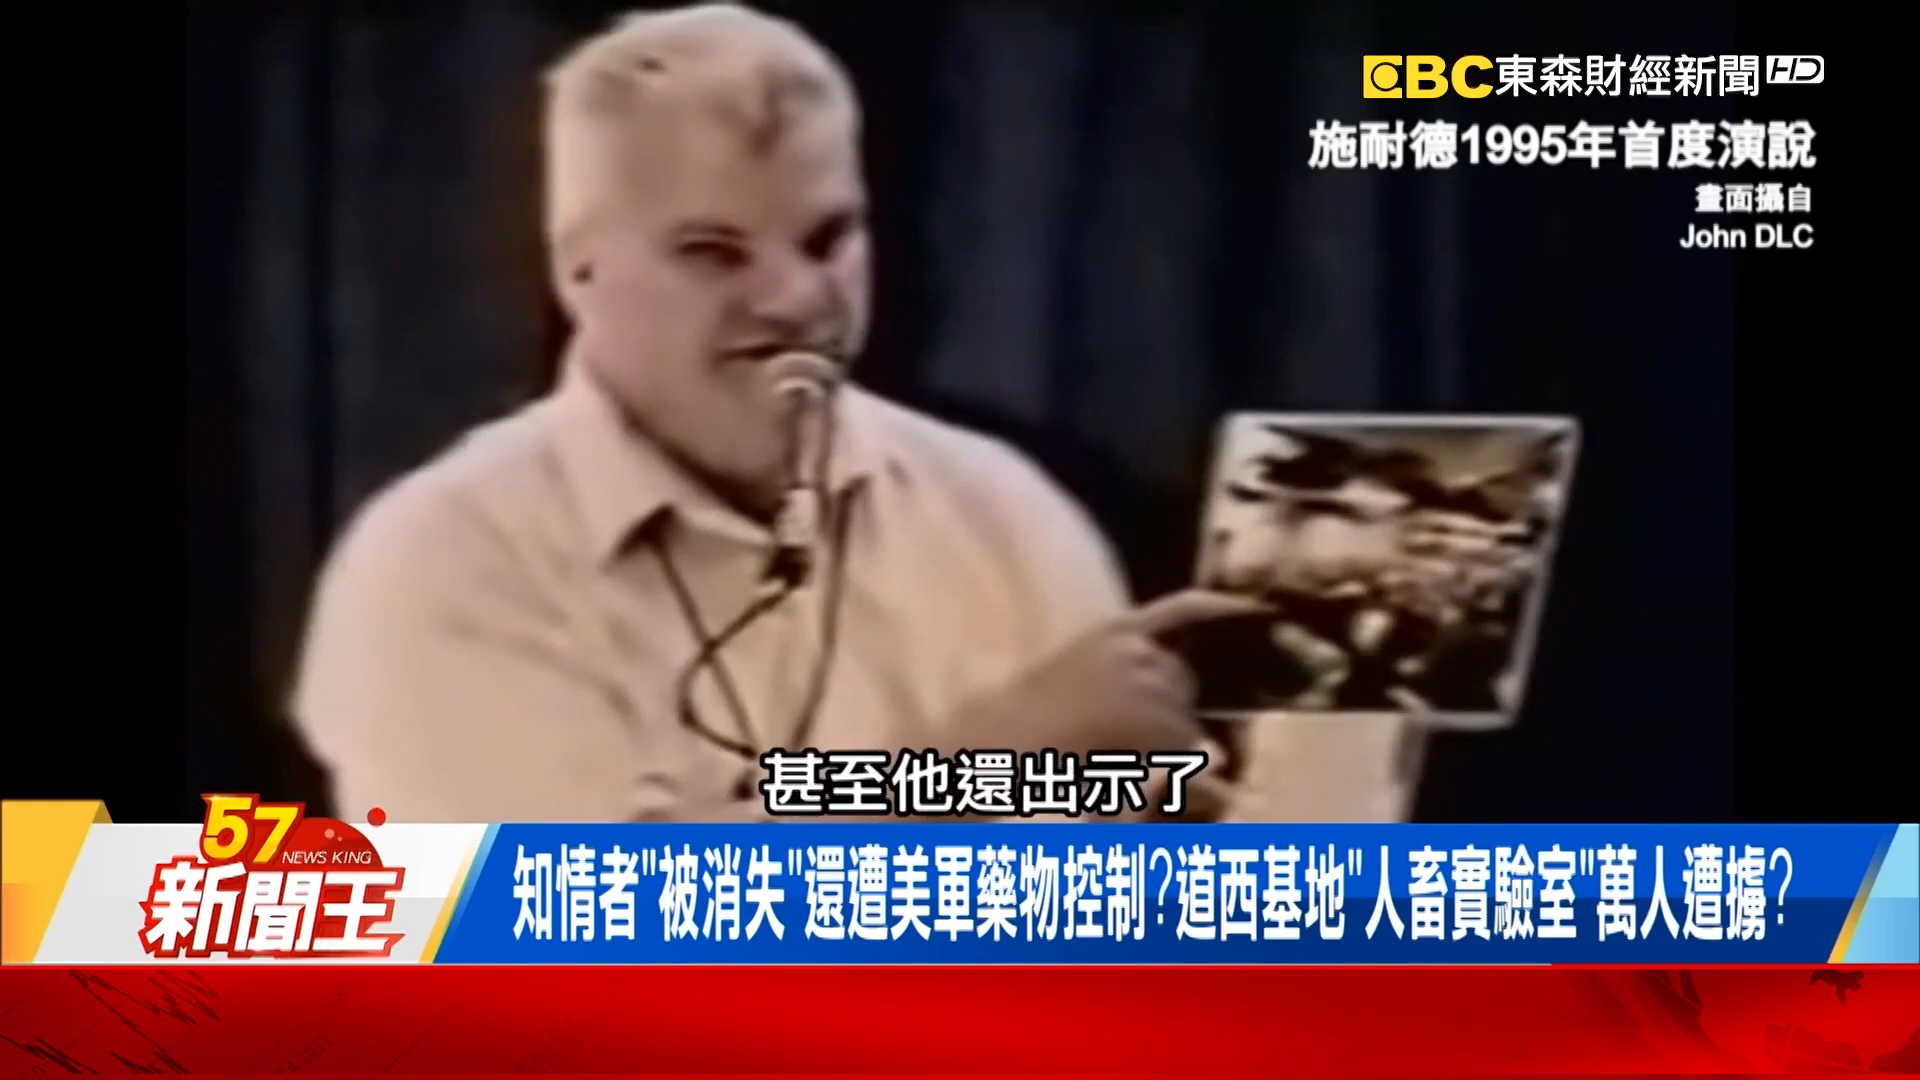 EBC東森財經新聞HD
施耐德1995年首度演說
畫面攝自
John DLC
甚至他還出示了
57
NEWS KING
新聞王
知情者"被消失"還遭美軍藥物控制?道西基地"人畜實驗室"萬人遭擄?